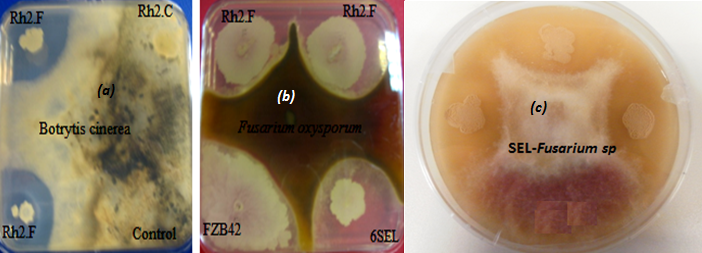 Rh2.F
Rh2.C
(a)
Botrytis cinerea
Rh2.F
Control
Rh2.F
Rh2.F
(b)
Fusarium oxysporum
FZB42
6SEL
(c)
SEL-Fusarium sp